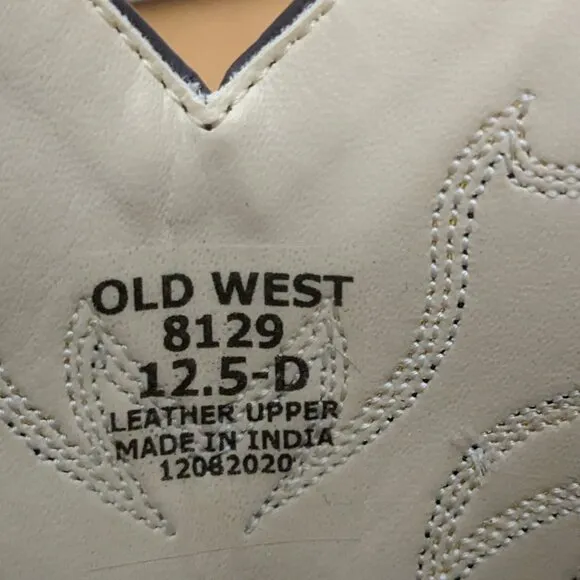 OLD WEST
8129
12.5-D
LEATHER UPPER
MADE IN INDIA
12082020